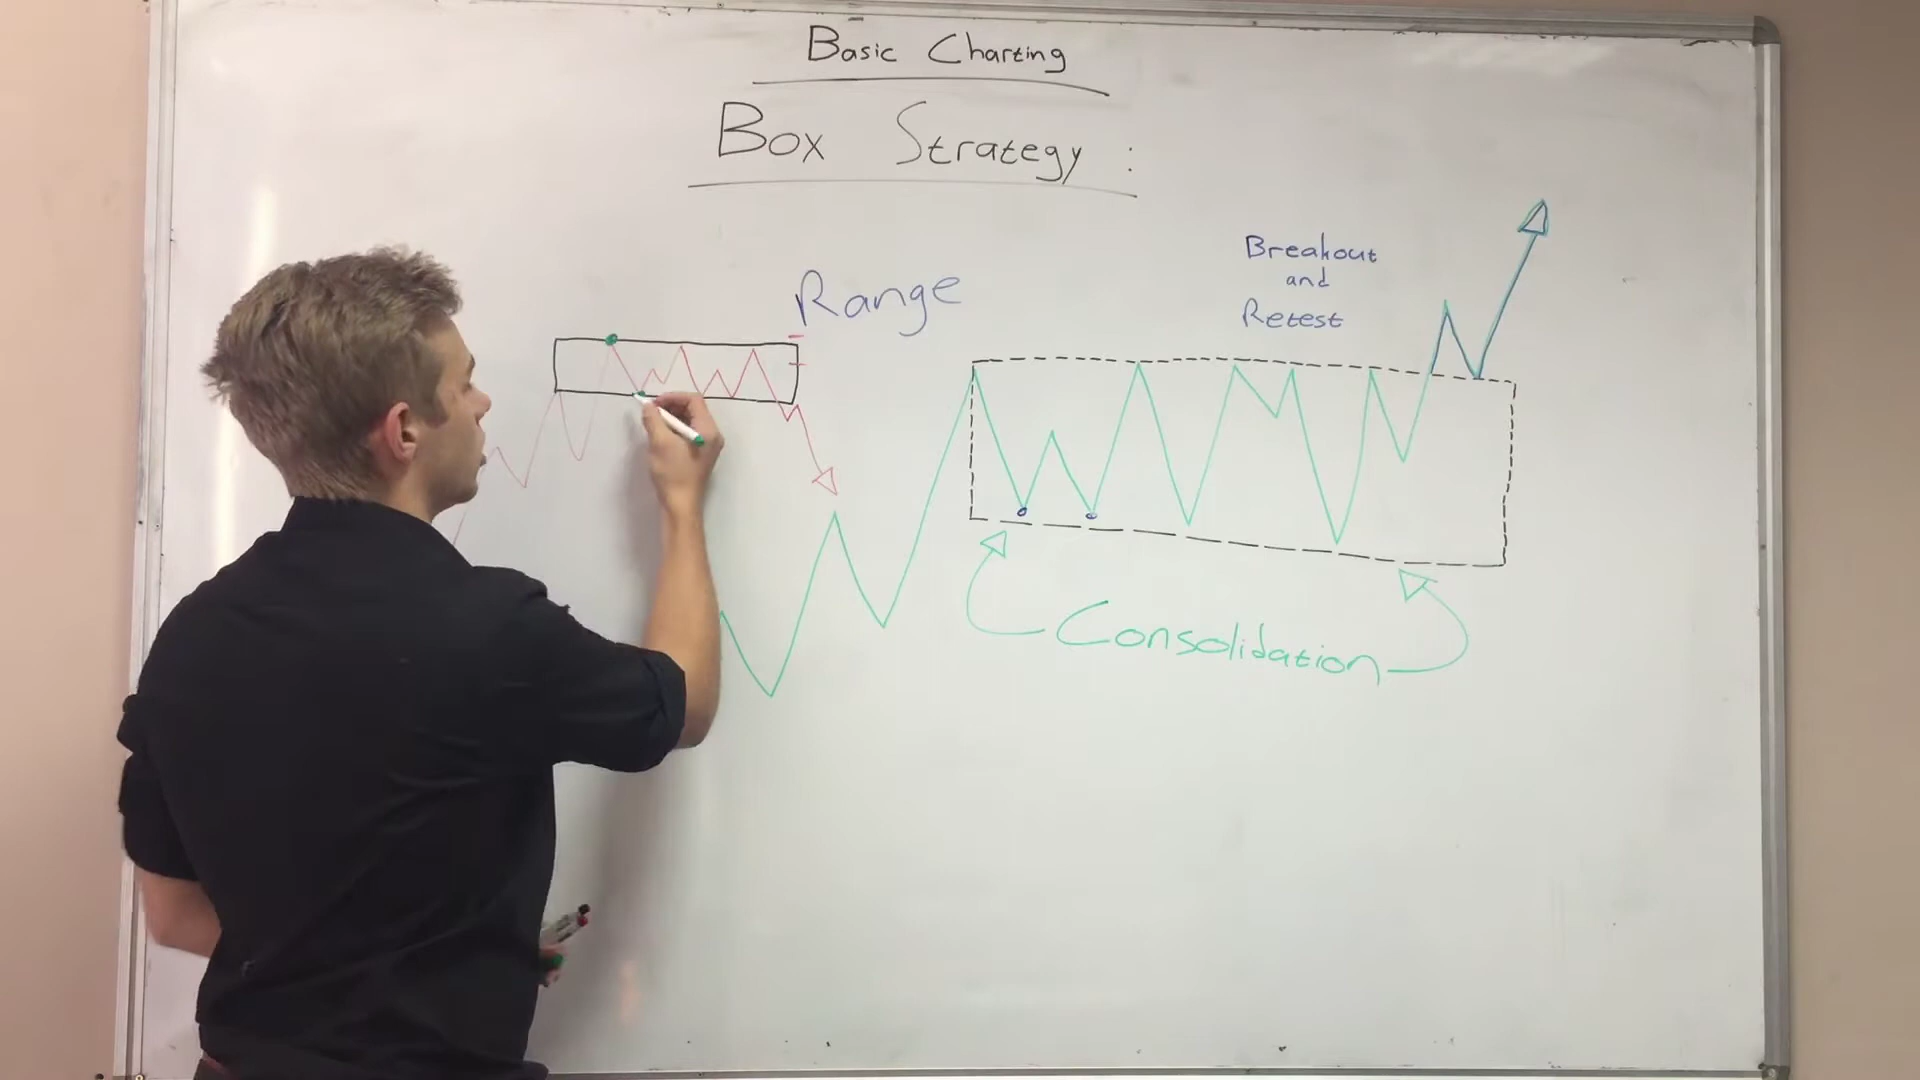 Basic Charting
Box Strategy :
Range
Breakout
and
Retest
Consolidation